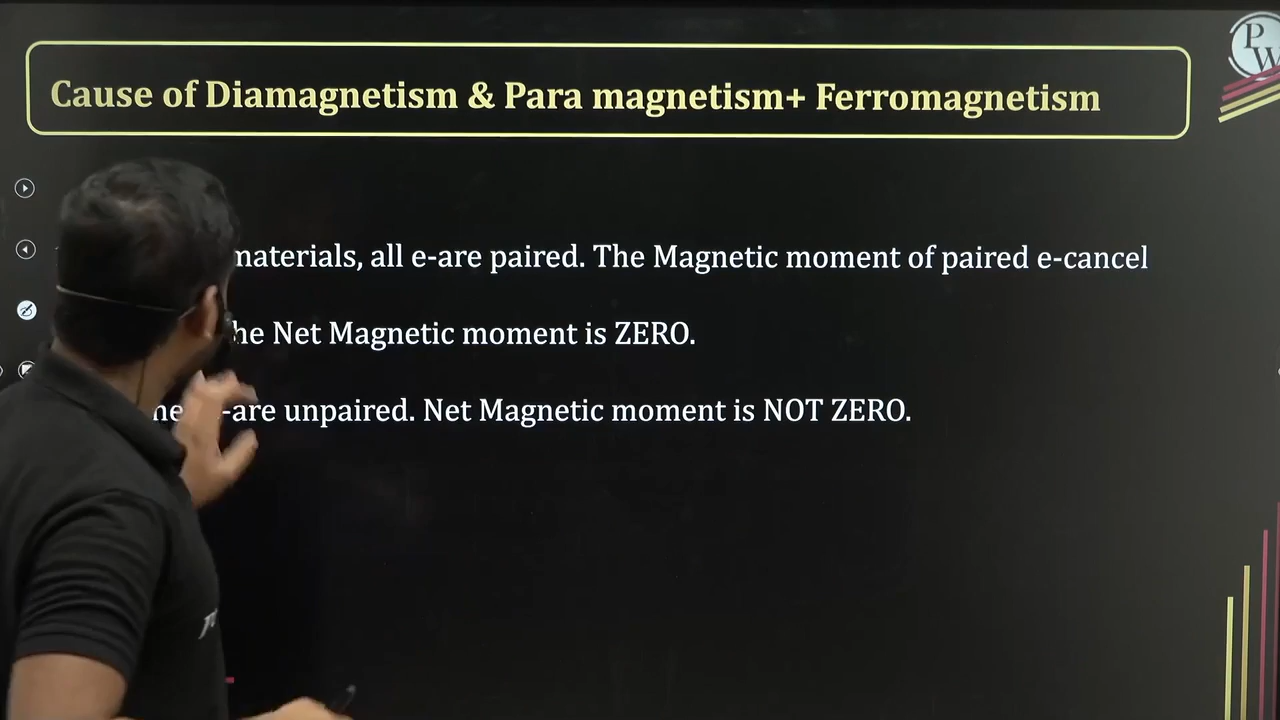 Cause of Diamagnetism & Para magnetism+ Ferromagnetism
PW
materials, all e-are paired. The Magnetic moment of paired e-cancel
he Net Magnetic moment is ZERO.
-are unpaired. Net Magnetic moment is NOT ZERO.